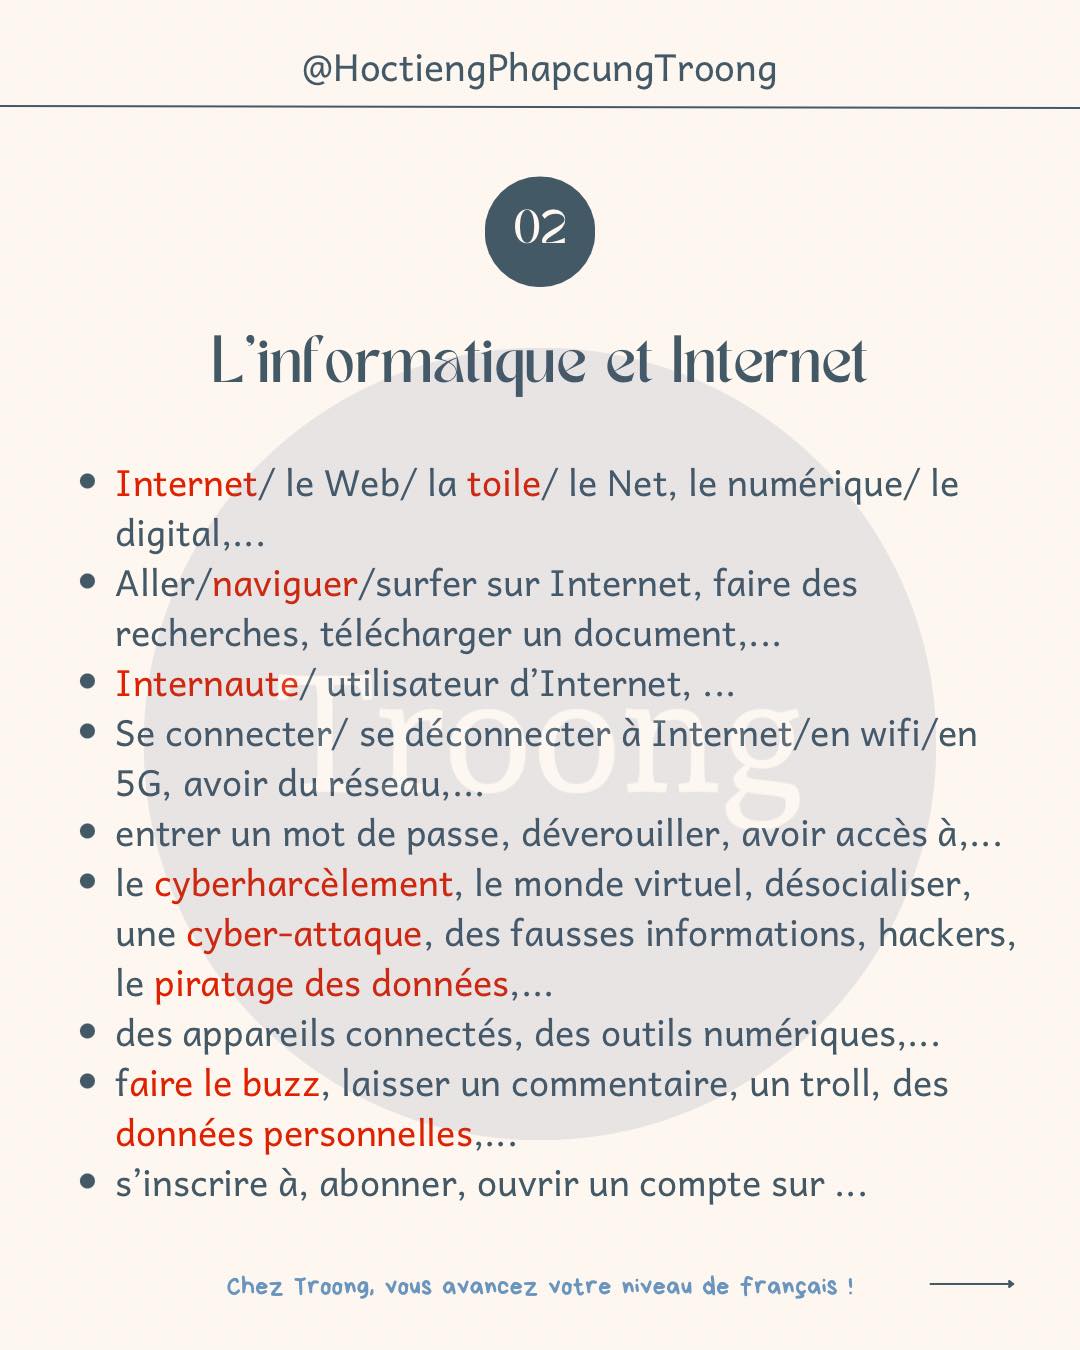 @HoctiengPhapcungTroong
02
L'informatique et Internet
• Internet/ le Web/ la toile/ le Net, le numérique/ le
digital,...
• Aller/naviguer/surfer sur Internet, faire des
recherches, télécharger un document,...
• Internaute/ utilisateur d'Internet, ...
• Se connecter/ se déconnecter à Internet/en wifi/en
5G, avoir du réseau,...
• entrer un mot de passe, déverouiller, avoir accès à,...
• le cyberharcèlement, le monde virtuel, désocialiser,
une cyber-attaque, des fausses informations, hackers,
le piratage des données,...
• des appareils connectés, des outils numériques,...
• faire le buzz, laisser un commentaire, un troll, des
données personnelles,...
• s'inscrire à, abonner, ouvrir un compte sur ...
Troong
Chez Troong, vous avancez votre niveau de français !